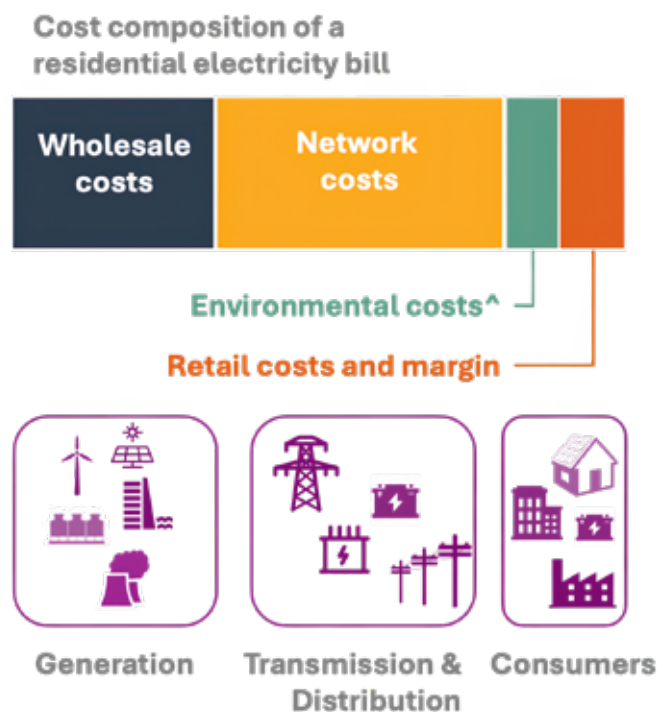 Cost composition of a
residential electricity bill
Wholesale
costs
Network
costs
Environmental costs^
Retail costs and margin
Generation
Transmission &
Distribution
Consumers